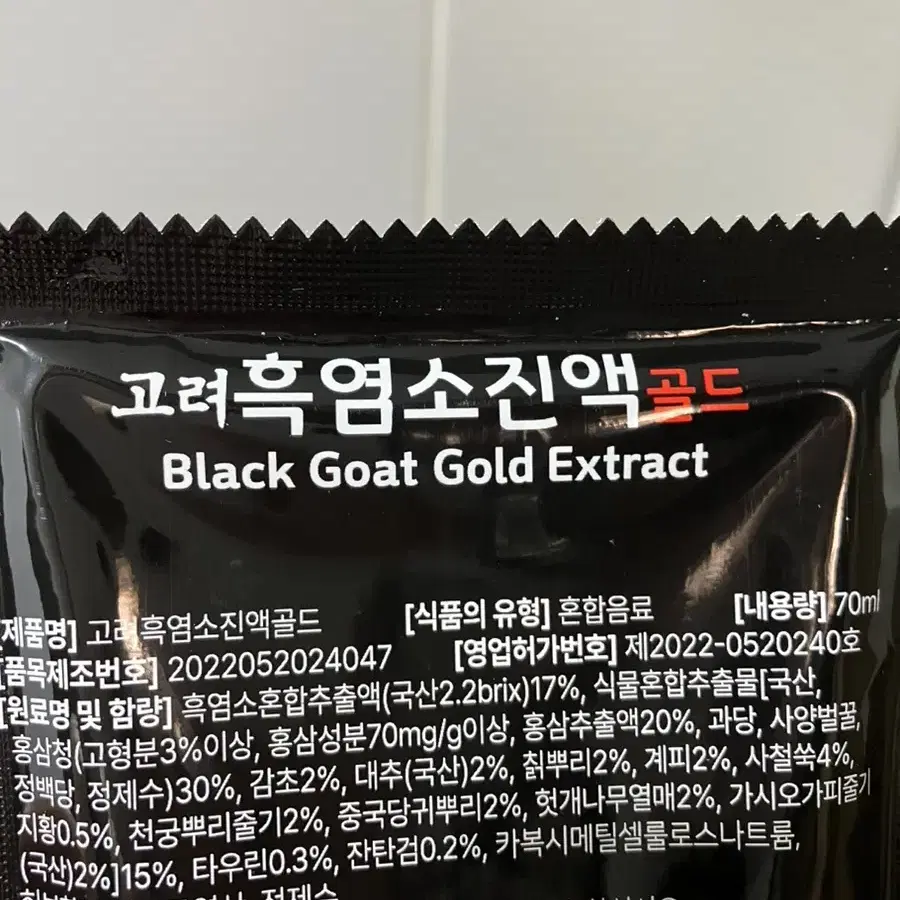 고려흑염소진액골드
Black Goat Gold Extract
[제품명] 고려흑염소진액골드 [식품의 유형] 혼합음료 [내용량] 70ml
[품목제조번호] 2022052024047 [영업허가번호] 제2022-0520240호
[원료명 및 함량] 흑염소혼합추출액(국산2.2brix)17%, 식물혼합추출물[국산,
홍삼청(고형분3%이상, 홍삼성분70mg/g이상, 홍삼추출액20%, 과당, 사양벌꿀,
정백당, 정제수)30%, 감초2%, 대추(국산)2%, 칡뿌리2%, 계피2%, 사철쑥4%,
지황0.5%, 천궁뿌리줄기2%, 중국당귀뿌리2%, 헛개나무열매2%, 가시오가피줄기
(국산)2%]15%, 타우린0.3%, 잔탄검0.2%, 카복시메틸셀룰로스나트륨,
정제수